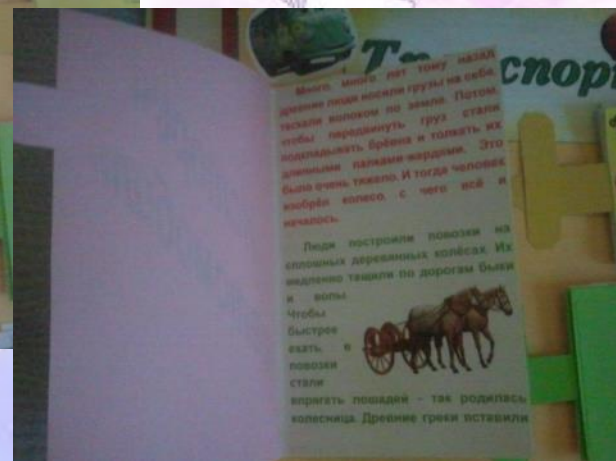 Тр спор
Много, много лет тому назад
древние люди носили грузы на себе,
таскали волоком по земле. Потом,
чтобы передвинуть груз, стали
подкладывать брёвна и толкать их
длинными палками-жердями. Это
было очень тяжело. И тогда человек
изобрёл колесо, с чего всё и
началось.
Люди построили повозки на
сплошных деревянных колёсах. Их
медленно тащили по дорогам быки
и волы.
Чтобы
быстрее
ехать, в
повозки
стали
впрягать лошадей – так родилась
колесница. Древние греки вставили